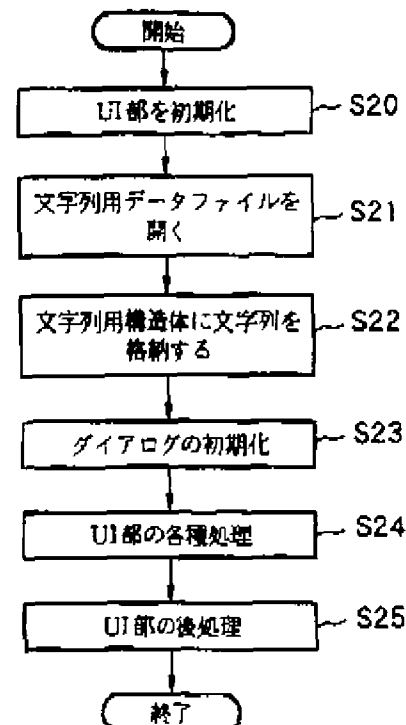 開始
UI部を初期化
S20
文字列用データファイルを
開く
S21
文字列用構造体に文字列を
格納する
S22
ダイアログの初期化
S23
UI部の各種処理
S24
UI部の後処理
S25
終了